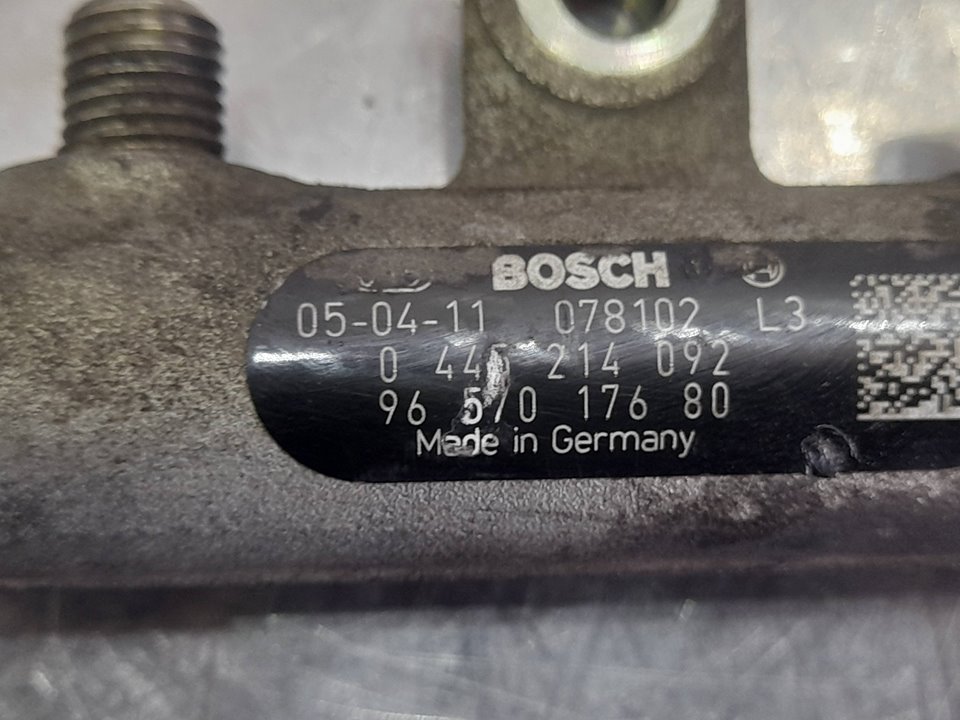 BOSCH
05-04-11 078102 L3
0 445 214 092
96 570 176 80
Made in Germany